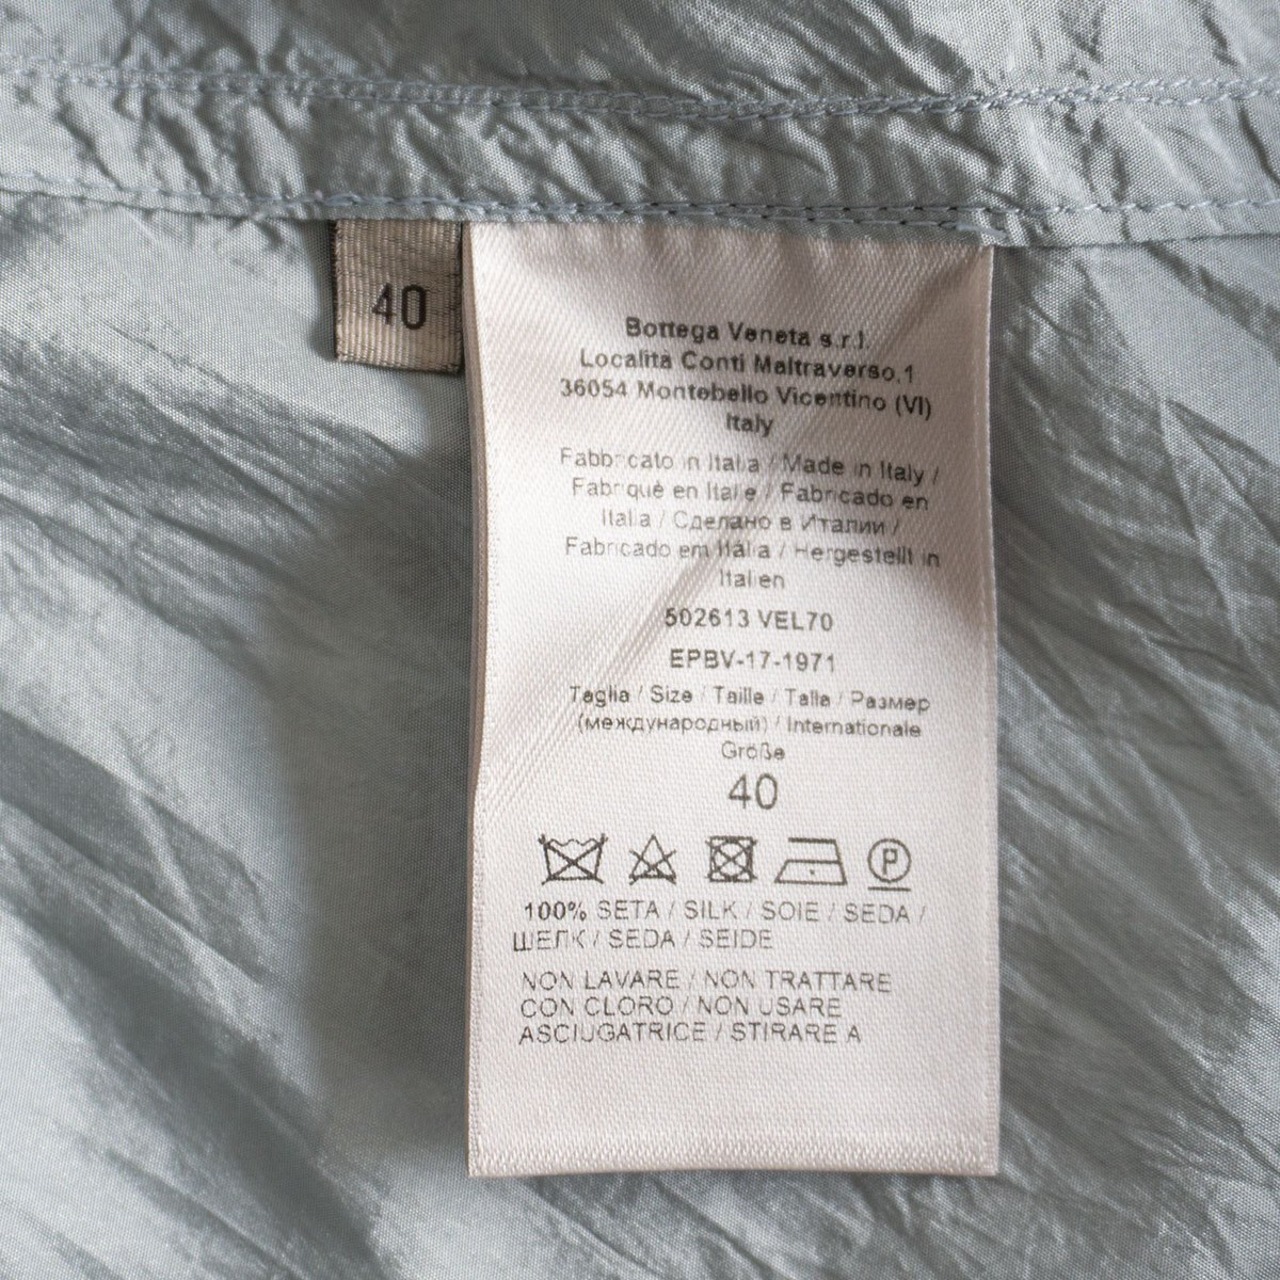 40
Bottega Veneta s.r.l.
Località Conti Maltraverso,1
36054 Montebello Vicentino (VI)
Italy
Fabbricato in Italia / Made in Italy /
Fabriquè en Italie / Fabricado en
Italia / Сделано в Италии /
Fabricado em Itália / Hergestellt in
Italien
502613 VEL70
EPBV-17-1971
Taglia / Size / Taille / Talla / Размер
(международный) / Internationale
Größe
40
P
100% SETA / SILK / SOIE / SEDA /
ШЕЛК / SEDA / SEIDE
NON LAVARE / NON TRATTARE
CON CLORO / NON USARE
ASCIUGATRICE / STIRARE A